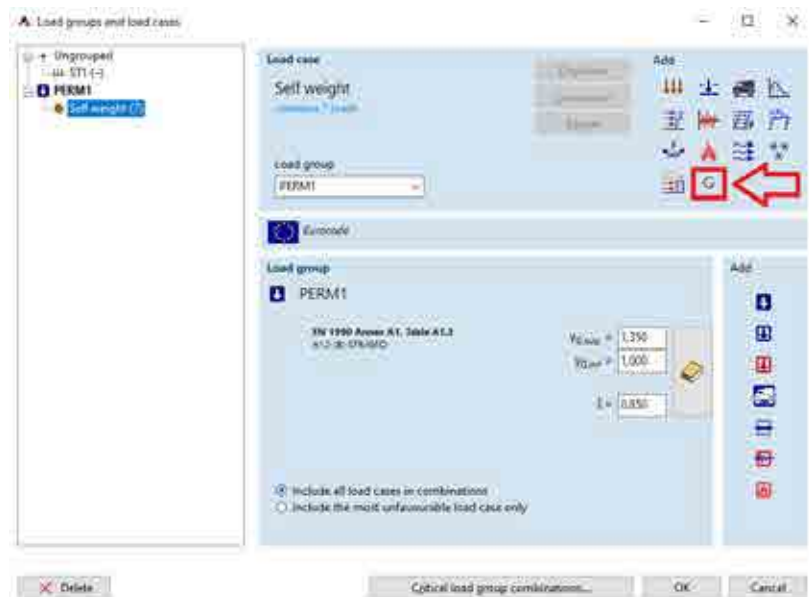 Load groups and load cases
Ungrouped
ST1 (-)
PERM1
Self weight (7)
Load case
Self weight
Load group
PERM1
Add
G
Eurocode
Load group
PERM1
EN 1990 Annex A1, Table
1,350
1,000
0,850
Include all load cases in combinations
Include the most unfavourable load case only
Add
Delete
Critical load group combinations...
OK
Cancel